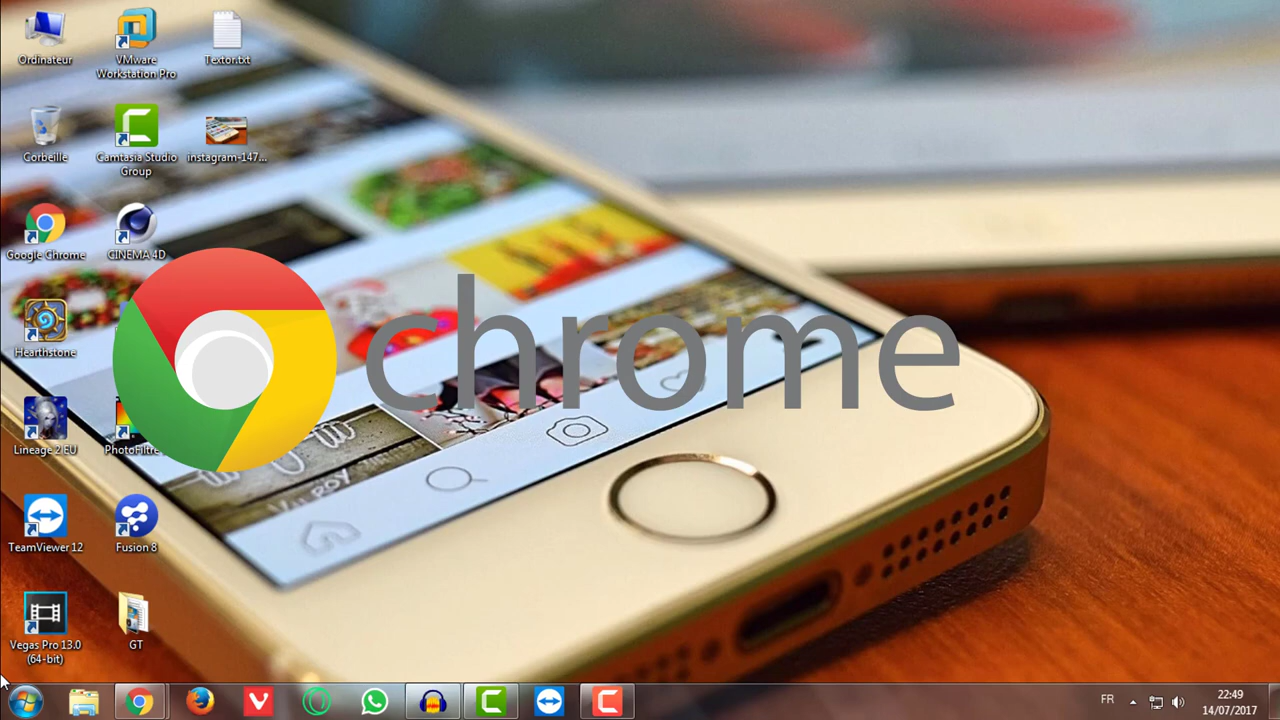 Ordinateur
VMware
Workstation Pro
Textor.txt
Corbeille
Camtasia Studio
Group
instagram-147...
Google Chrome
CINEMA 4D
chrome
Hearthstone
Lineage 2 EU
PhotoFiltre
TeamViewer 12
Fusion 8
Vegas Pro 13.0
(64-bit)
GT
FR
22:49
14/07/2017